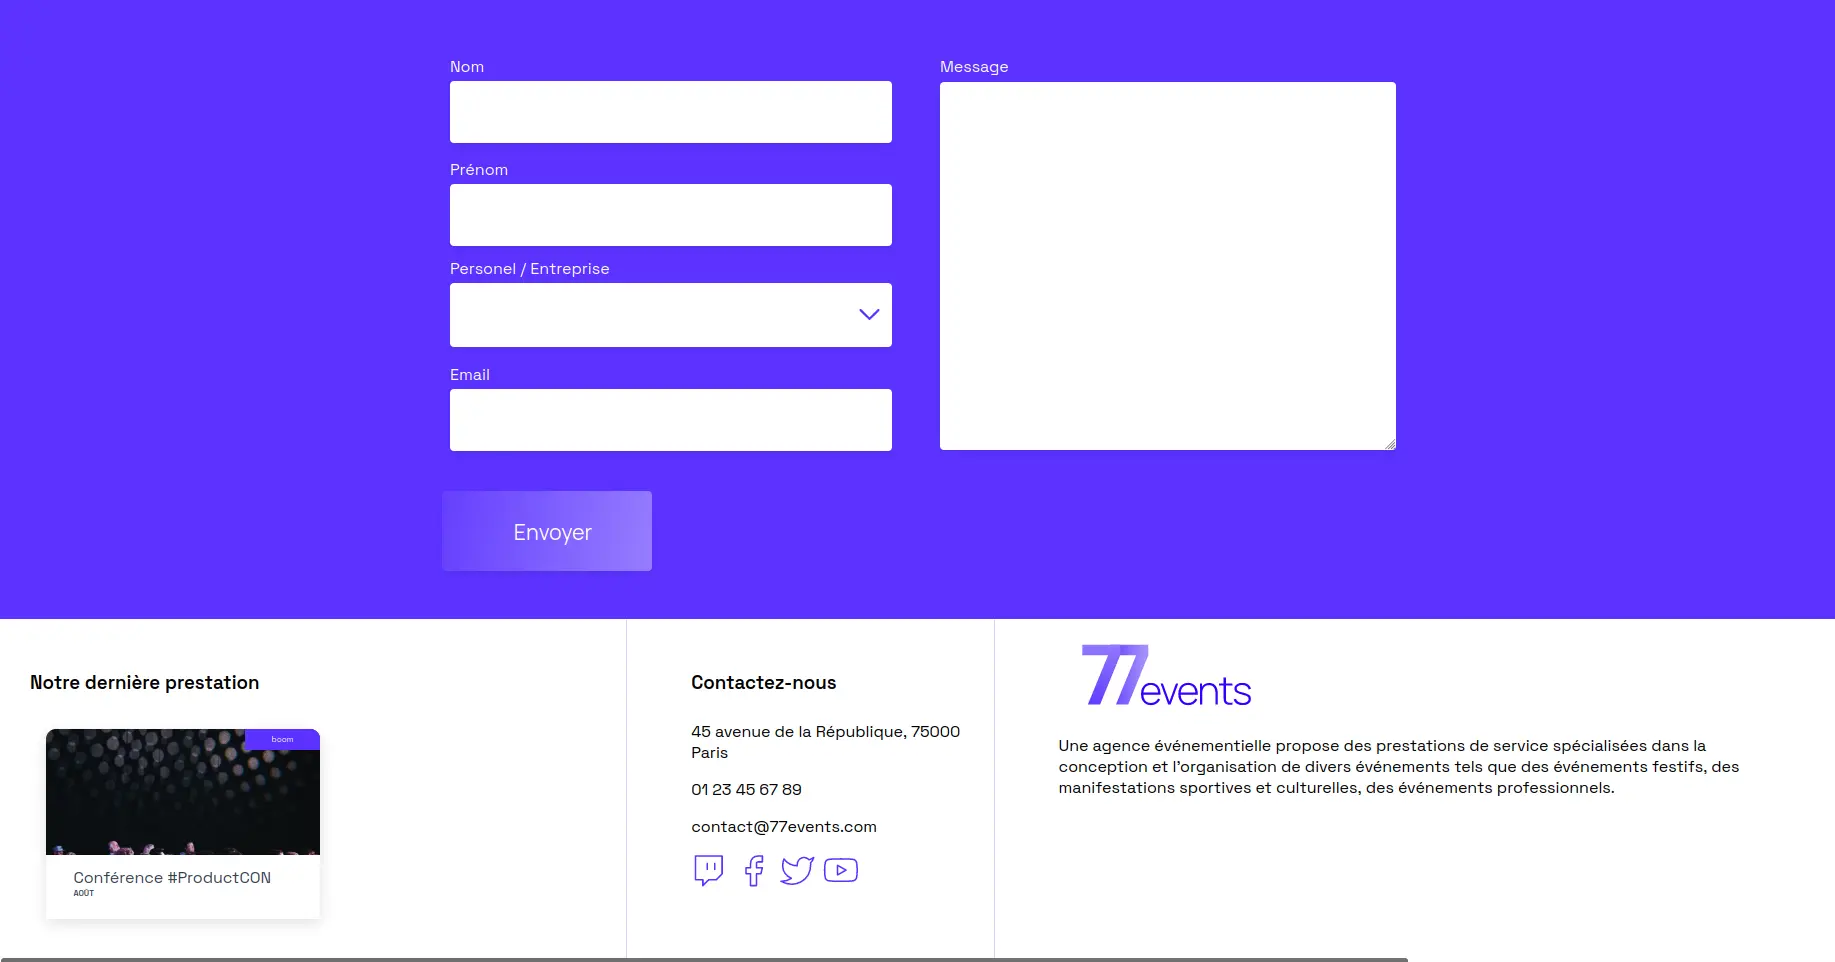 Nom
Prénom
Personel / Entreprise
Email
Message
Envoyer
Notre dernière prestation
boom
Conférence #ProductCON
AOÛT
Contactez-nous
45 avenue de la République, 75000
Paris
01 23 45 67 89
contact@77events.com
77events
Une agence événementielle propose des prestations de service spécialisées dans la
conception et l'organisation de divers événements tels que des événements festifs, des
manifestations sportives et culturelles, des événements professionnels.